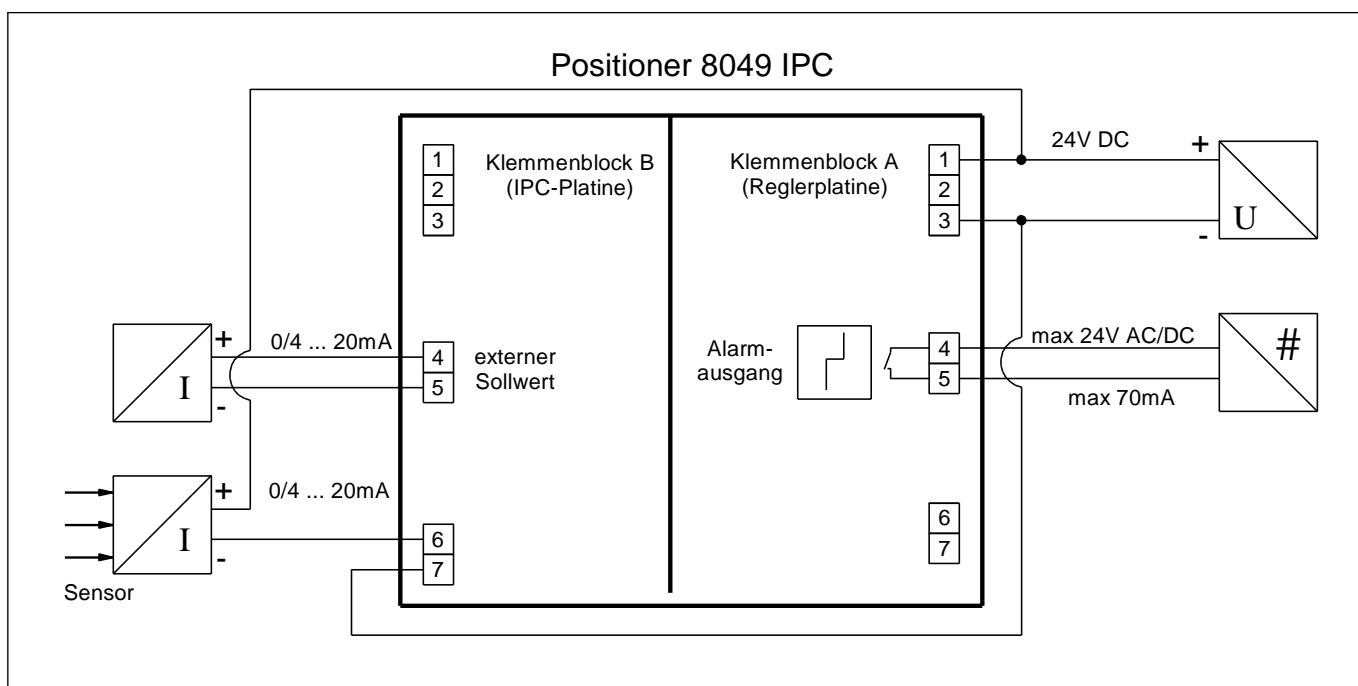 Positioner 8049 IPC
1
2
3
Klemmenblock B
(IPC-Platine)
Klemmenblock A
(Reglerplatine)
1
2
3
24V DC
+
-
U
+
-
I
0/4 ... 20mA
4
5
externer
Sollwert
Alarm-
ausgang
4
5
max 24V AC/DC
max 70mA
#
+
-
I
0/4 ... 20mA
6
7
6
7
Sensor